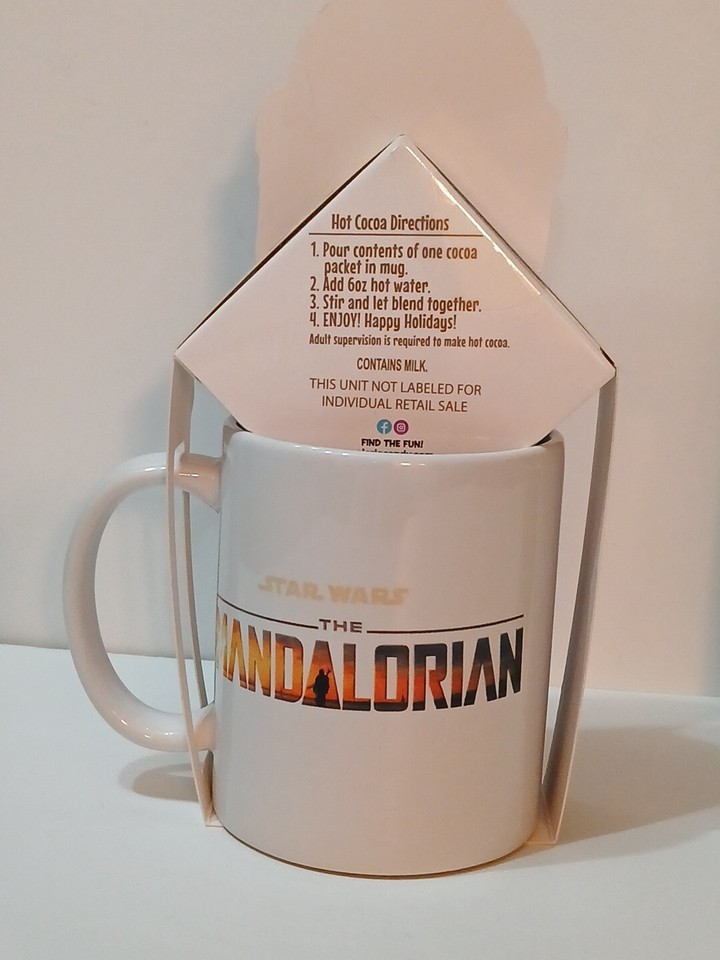 Hot Cocoa Directions
1. Pour contents of one cocoa
packet in mug.
2. Add 6oz hot water.
3. Stir and let blend together.
4. ENJOY! Happy Holidays!
Adult supervision is required to make hot cocoa.
CONTAINS MILK.
THIS UNIT NOT LABELED FOR
INDIVIDUAL RETAIL SALE
FIND THE FUN!
STAR WARS
THE
MANDALORIAN